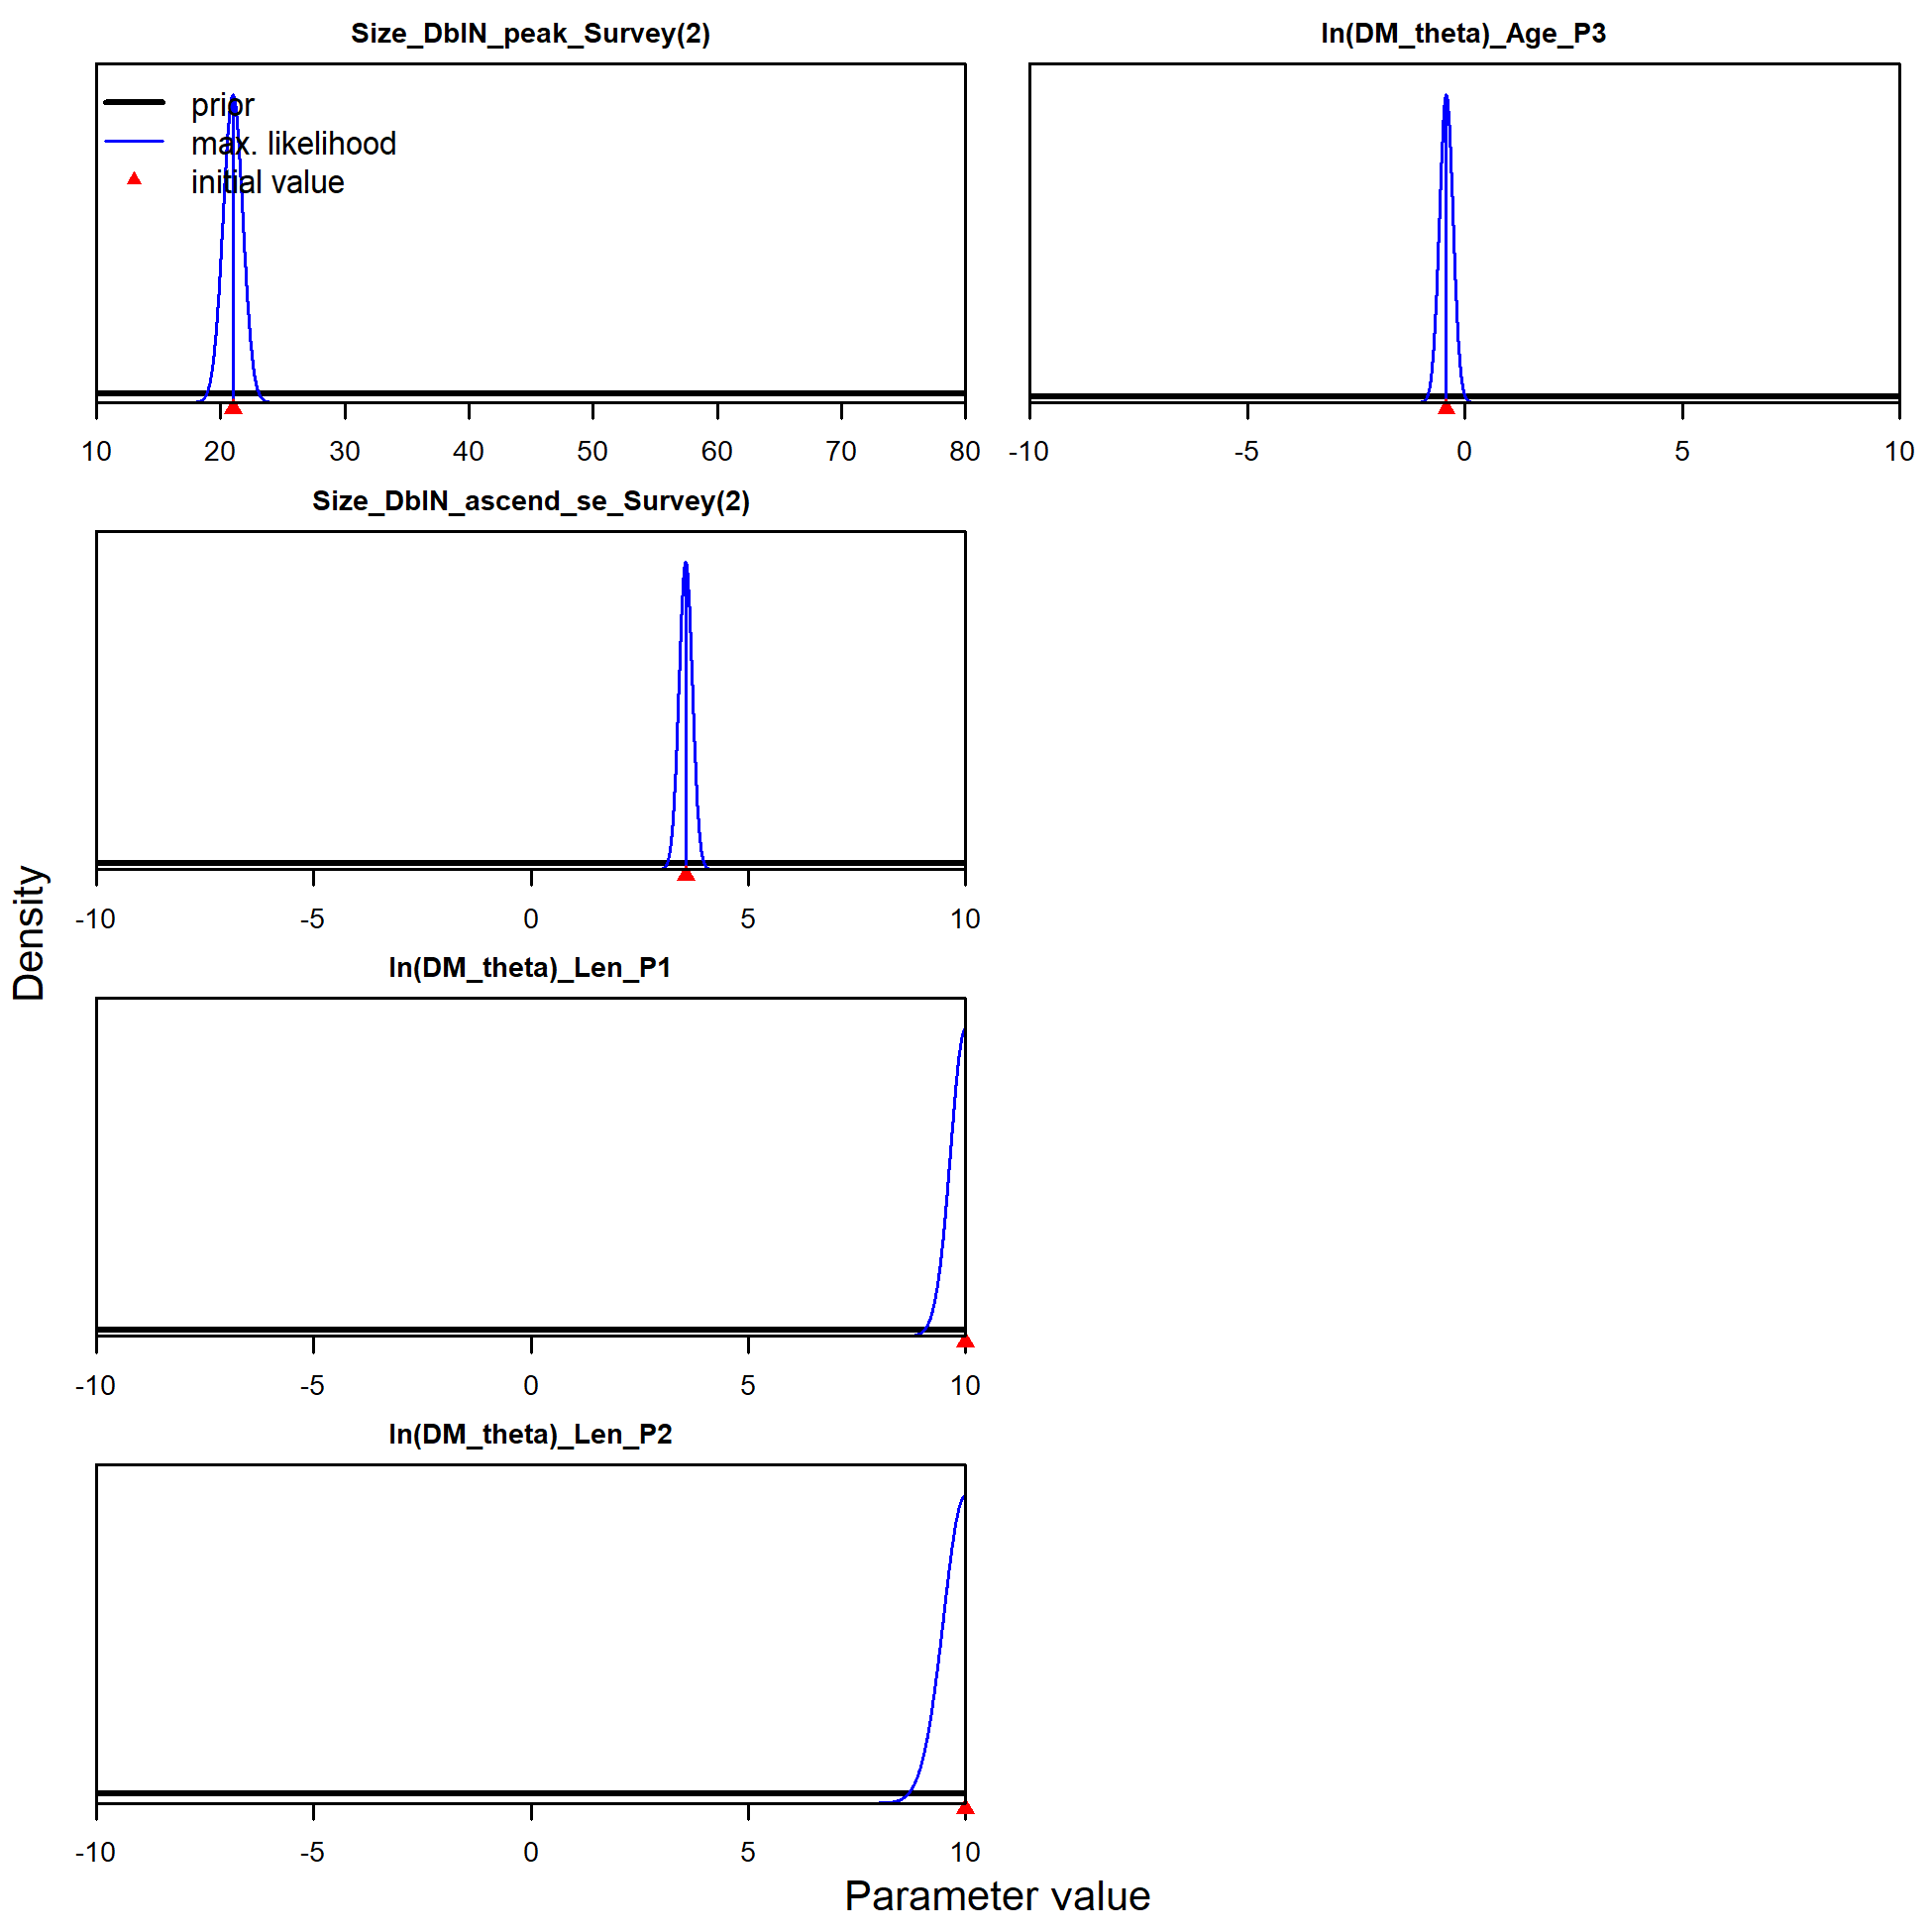 Size_DblN_peak_Survey(2)
prior
max. likelihood
initial value
10 20 30 40 50 60 70 80
ln(DM_theta)_Age_P3
-10 -5 0 5 10
Size_DblN_ascend_se_Survey(2)
-10 -5 0 5 10
ln(DM_theta)_Len_P1
-10 -5 0 5 10
ln(DM_theta)_Len_P2
-10 -5 0 5 10
Density
Parameter value